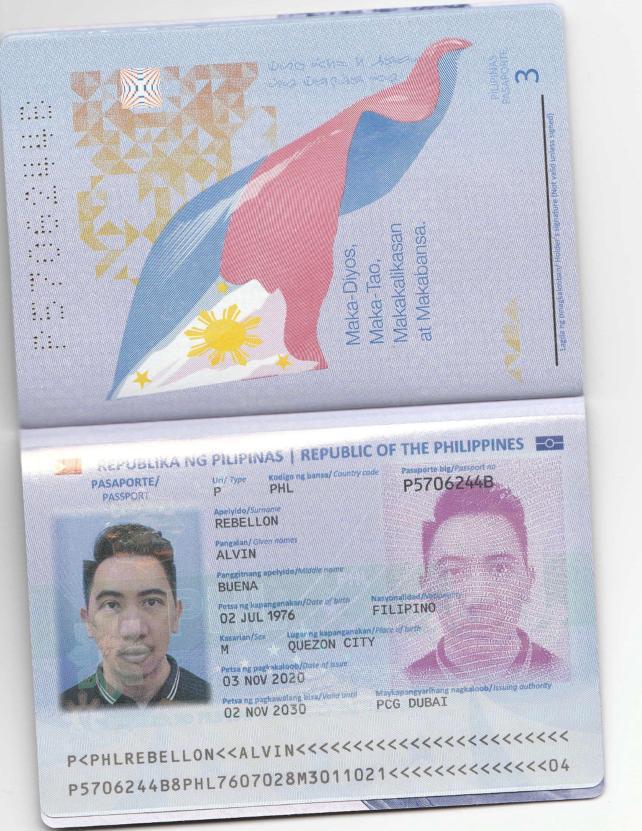 P5706244B
PILIPINAS
PASAPORTE
3
Maka-Diyos,
Maka-Tao,
Makakalikasan
at Makabansa.
Lagda ng pinagkalooban/ Holder's signature (Not valid unless signed)
REPUBLIKA NG PILIPINAS | REPUBLIC OF THE PHILIPPINES
PASAPORTE/
PASSPORT
Uri/ Type
Kodigo ng bansa/ Country code
Pasaporte blg/Passport no
P
PHL
P5706244B
Apelyido/Surname
REBELLON
Pangalan/ Given names
ALVIN
Panggitnang apelyido/Middle name
BUENA
Petsa ng kapanganakan/Date of birth
Nasyonalidad/Nationality
02 JUL 1976
FILIPINO
Kasarian/Sex
Lugar ng kapanganakan/Place of birth
M
QUEZON CITY
Petsa ng pagkakaloob/Date of issue
03 NOV 2020
Petsa ng pagkawalang bisa/Valid until
Maykapangyarihang nagkaloob/ Issuing authority
02 NOV 2030
PCG DUBAI
P<PHLREBELLON<<ALVIN<<<<<<<<<<<<<<<<<<<<<<<<
P5706244B8PHL7607028M3011021<<<<<<<<<<<<<<04